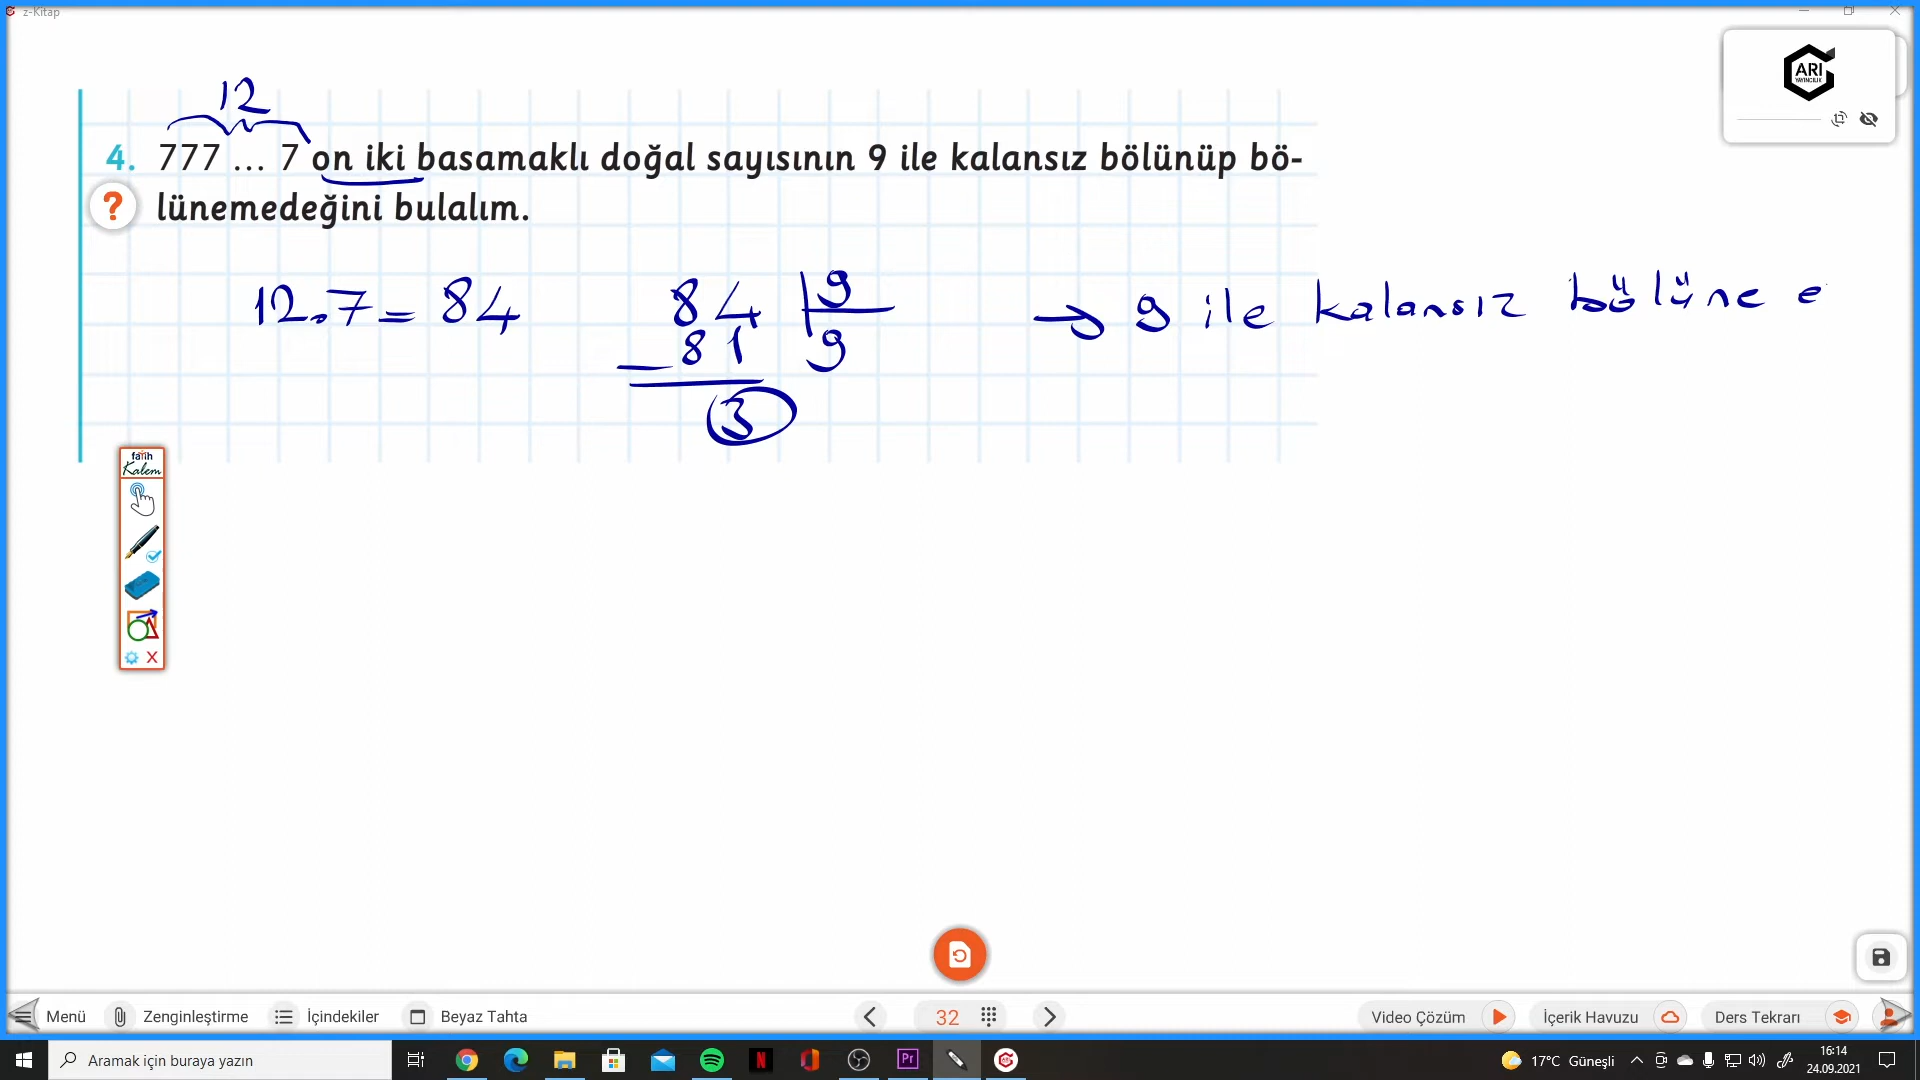 z-Kitap
ARI
YAYINCILIK
12
4. 777 ... 7 on iki basamaklı doğal sayısının 9 ile kalansız bölünüp bö-
? lünemedeğini bulalım.
12.7 = 84
84 9
81 9
3
→ 9 ile kalansız bölüne e
fatih
Kalem
Menü Zenginleştirme İçindekiler Beyaz Tahta 32 Video Çözüm İçerik Havuzu Ders Tekrarı
Aramak için buraya yazın
Pr
17°C Güneşli
16:14
24.09.2021